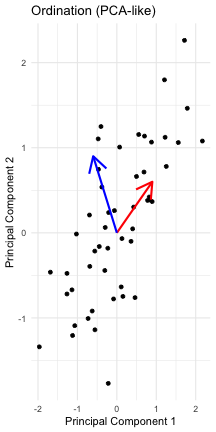 Ordination (PCA-like)
Principal Component 2
2
1
0
-1
-2 -1 0 1 2
Principal Component 1